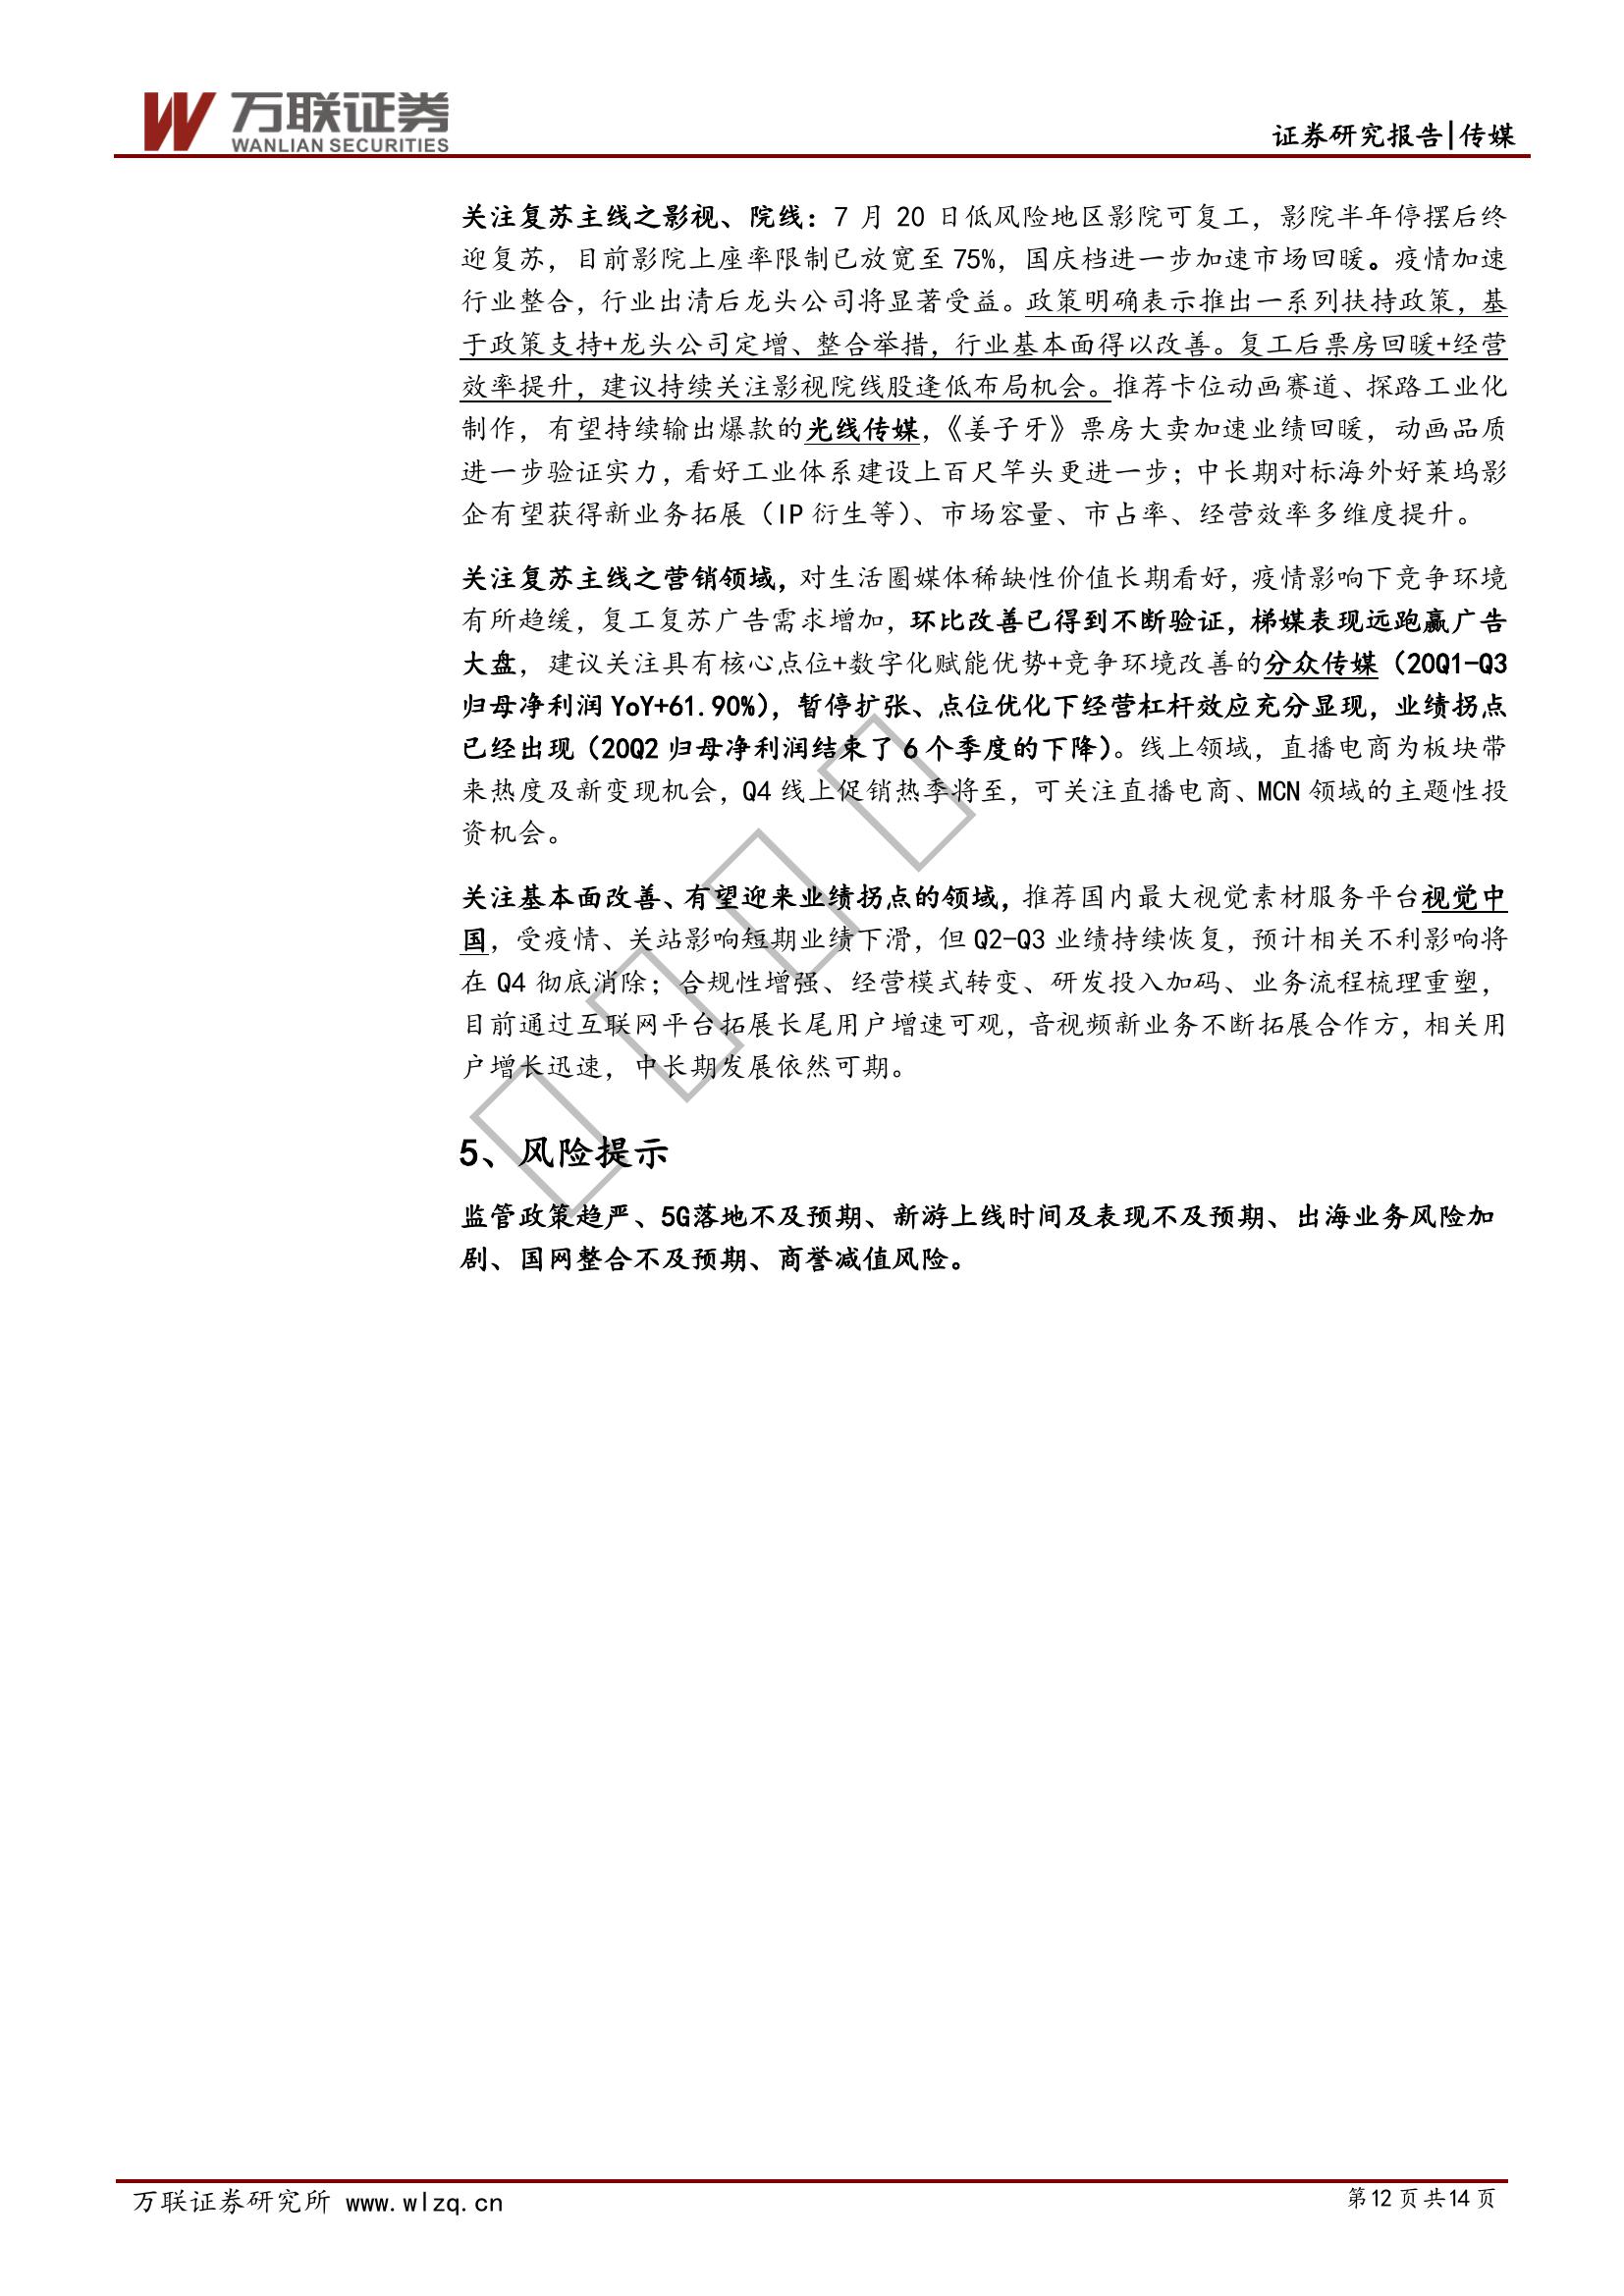 万联证券
WANLIAN SECURITIES
证券研究报告|传媒
关注复苏主线之影视、院线：7 月 20 日低风险地区影院可复工，影院半年停摆后终
迎复苏，目前影院上座率限制已放宽至 75%，国庆档进一步加速市场回暖。疫情加速
行业整合，行业出清后龙头公司将显著受益。政策明确表示推出一系列扶持政策，基
于政策支持+龙头公司定增、整合举措，行业基本面得以改善。复工后票房回暖+经营
效率提升，建议持续关注影视院线股逢低布局机会。推荐卡位动画赛道、探路工业化
制作，有望持续输出爆款的光线传媒，《姜子牙》票房大卖加速业绩回暖，动画品质
进一步验证实力，看好工业体系建设上百尺竿头更进一步；中长期对标海外好莱坞影
企有望获得新业务拓展（IP 衍生等）、市场容量、市占率、经营效率多维度提升。
关注复苏主线之营销领域，对生活圈媒体稀缺性价值长期看好，疫情影响下竞争环境
有所趋缓，复工复苏广告需求增加，环比改善已得到不断验证，梯媒表现远跑赢广告
大盘，建议关注具有核心点位+数字化赋能优势+竞争环境改善的分众传媒（20Q1-Q3
归母净利润 YoY+61.90%），暂停扩张、点位优化下经营杠杆效应充分显现，业绩拐点
已经出现（20Q2 归母净利润结束了 6 个季度的下降）。线上领域，直播电商为板块带
来热度及新变现机会，Q4 线上促销热季将至，可关注直播电商、MCN 领域的主题性投
资机会。
关注基本面改善、有望迎来业绩拐点的领域，推荐国内最大视觉素材服务平台视觉中
国，受疫情、关站影响短期业绩下滑，但 Q2-Q3 业绩持续恢复，预计相关不利影响将
在 Q4 彻底消除；合规性增强、经营模式转变、研发投入加码、业务流程梳理重塑，
目前通过互联网平台拓展长尾用户增速可观，音视频新业务不断拓展合作方，相关用
户增长迅速，中长期发展依然可期。
5、风险提示
监管政策趋严、5G落地不及预期、新游上线时间及表现不及预期、出海业务风险加
剧、国网整合不及预期、商誉减值风险。
万联证券研究所 www.wlzq.cn
第12 页 共14 页